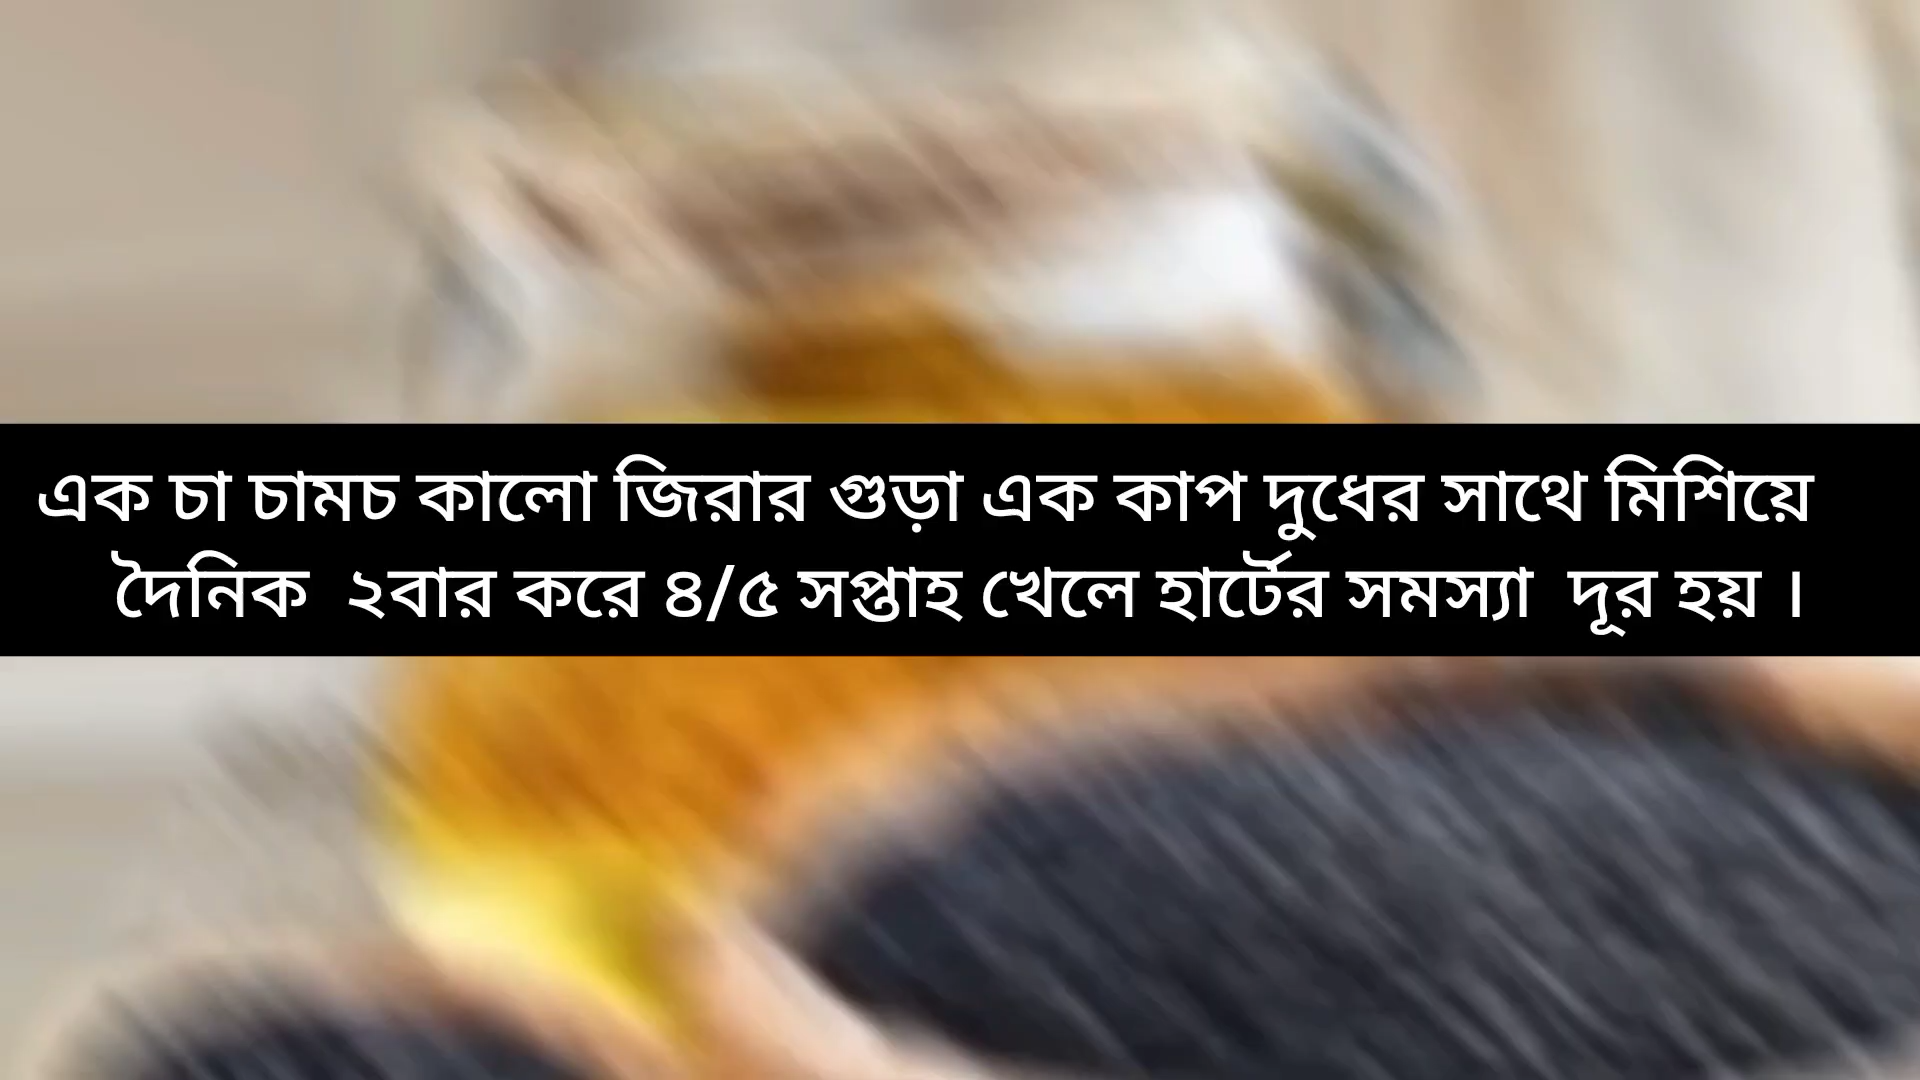 এক চা চামচ কালো জিরার গুড়া এক কাপ দুধের সাথে মিশিয়ে
দৈনিক ২বার করে ৪/৫ সপ্তাহ খেলে হার্টের সমস্যা দূর হয় ।